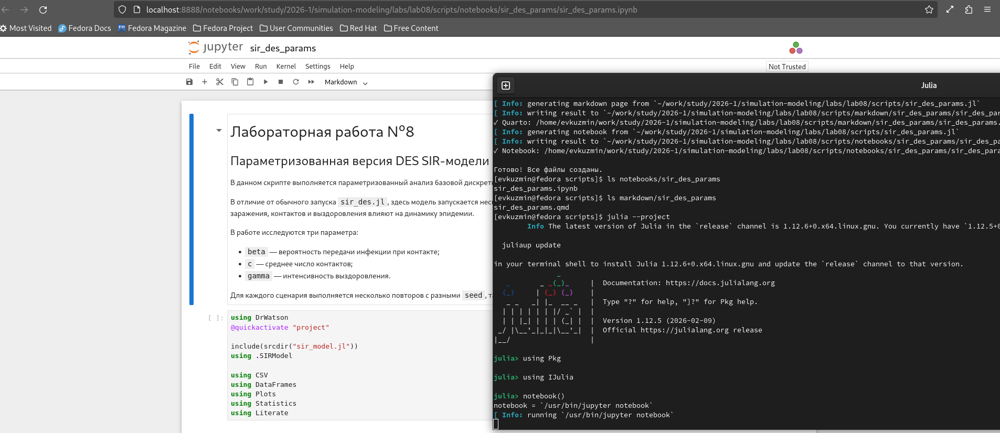 localhost:8888/notebooks/work/study/2026-1/simulation-modeling/labs/lab08/scripts/notebooks/sir_des_params/sir_des_params.ipynb
Most Visited Fedora Docs Fedora Magazine Fedora Project User Communities Red Hat Free Content
jupyter sir_des_params
File Edit View Run Kernel Settings Help
Not Trusted
Markdown
Лабораторная работа №8
Параметризованная версия DES SIR-модели
В данном скрипте выполняется параметризованный анализ базовой дискретн
В отличие от обычного запуска sir_des.jl, здесь модель запускается нес
заражения, контактов и выздоровления влияют на динамику эпидемии.
В работе исследуются три параметра:
• beta — вероятность передачи инфекции при контакте;
• c — среднее число контактов;
• gamma — интенсивность выздоровления.
Для каждого сценария выполняется несколько повторов с разными seed, т
[ ]:
using DrWatson
@quickactivate "project"
include(srcdir("sir_model.jl"))
using .SIRModel
using CSV
using DataFrames
using Plots
using Statistics
using Literate
Julia
[ Info: generating markdown page from `~/work/study/2026-1/simulation-modeling/labs/lab08/scripts/sir_des_params.jl`
[ Info: writing result to `~/work/study/2026-1/simulation-modeling/labs/lab08/scripts/markdown/sir_des_params/sir_des_par
✓ Quarto: /home/evkuzmin/work/study/2026-1/simulation-modeling/labs/lab08/scripts/markdown/sir_des_params/sir_des_params.
[ Info: generating notebook from `~/work/study/2026-1/simulation-modeling/labs/lab08/scripts/sir_des_params.jl`
[ Info: writing result to `~/work/study/2026-1/simulation-modeling/labs/lab08/scripts/notebooks/sir_des_params/sir_des_pa
✓ Notebook: /home/evkuzmin/work/study/2026-1/simulation-modeling/labs/lab08/scripts/notebooks/sir_des_params/sir_des_para
Готово! Все файлы созданы.
[evkuzmin@fedora scripts]$ ls notebooks/sir_des_params
sir_des_params.ipynb
[evkuzmin@fedora scripts]$ ls markdown/sir_des_params
sir_des_params.qmd
[evkuzmin@fedora scripts]$ julia --project
Info The latest version of Julia in the `release` channel is 1.12.6+0.x64.linux.gnu. You currently have `1.12.5+0
juliaup update
in your terminal shell to install Julia 1.12.6+0.x64.linux.gnu and update the `release` channel to that version.
| Documentation: https://docs.julialang.org
| Type "?" for help, "]?" for Pkg help.
| Version 1.12.5 (2026-02-09)
| Official https://julialang.org release
julia> using Pkg
julia> using IJulia
julia> notebook()
notebook = `/usr/bin/jupyter notebook`
[ Info: running `/usr/bin/jupyter notebook`